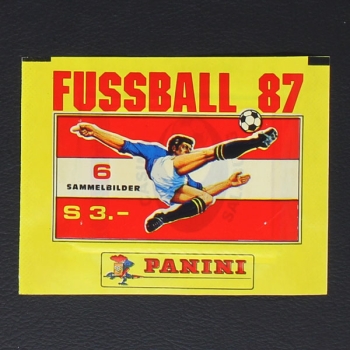 FUSSBALL 87
6
SAMMELBILDER
S 3.-
PANINI